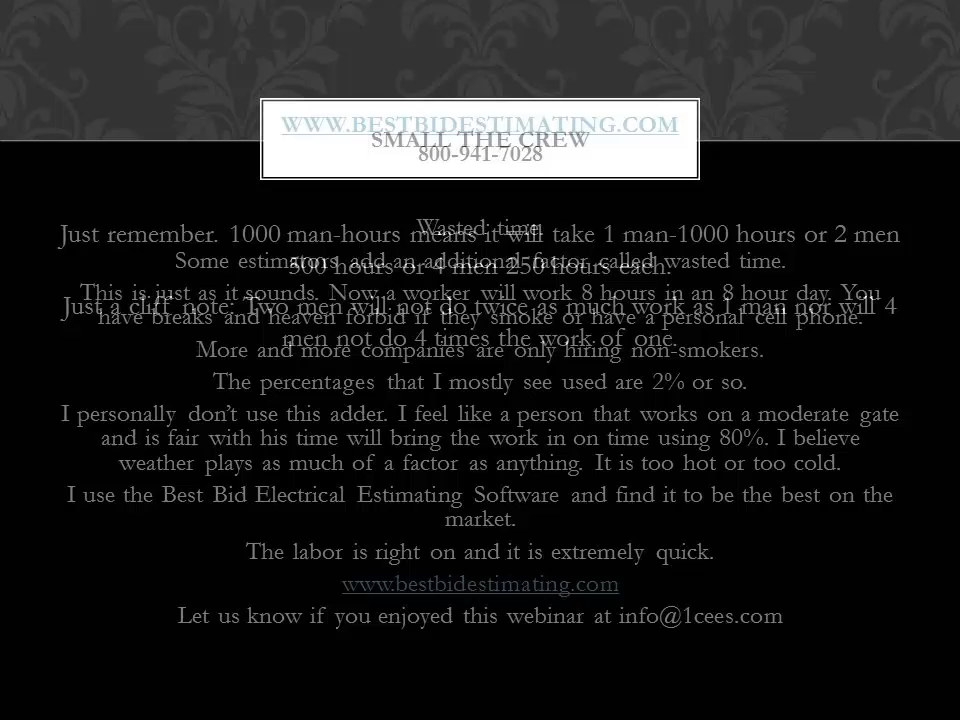 WWW.BESTBIDESTIMATING.COM
SMALL THE CREW
800-941-7028
Wasted time.
Just remember. 1000 man-hours means it will take 1 man-1000 hours or 2 men
Some estimators add an additional factor called wasted time.
500 hours or 4 men 250 hours each.
This is just as it sounds. Now a worker will work 8 hours in an 8 hour day. You
Just a cliff note: Two men will not do twice as much work as 1 man nor will 4
have breaks and heaven forbid if they smoke or have a personal cell phone.
men not do 4 times the work of one.
More and more companies are only hiring non-smokers.
The percentages that I mostly see used are 2% or so.
I personally don't use this adder. I feel like a person that works on a moderate gate
and is fair with his time will bring the work in on time using 80%. I believe
weather plays as much of a factor as anything. It is too hot or too cold.
I use the Best Bid Electrical Estimating Software and find it to be the best on the
market.
The labor is right on and it is extremely quick.
www.bestbidestimating.com
Let us know if you enjoyed this webinar at info@1cees.com